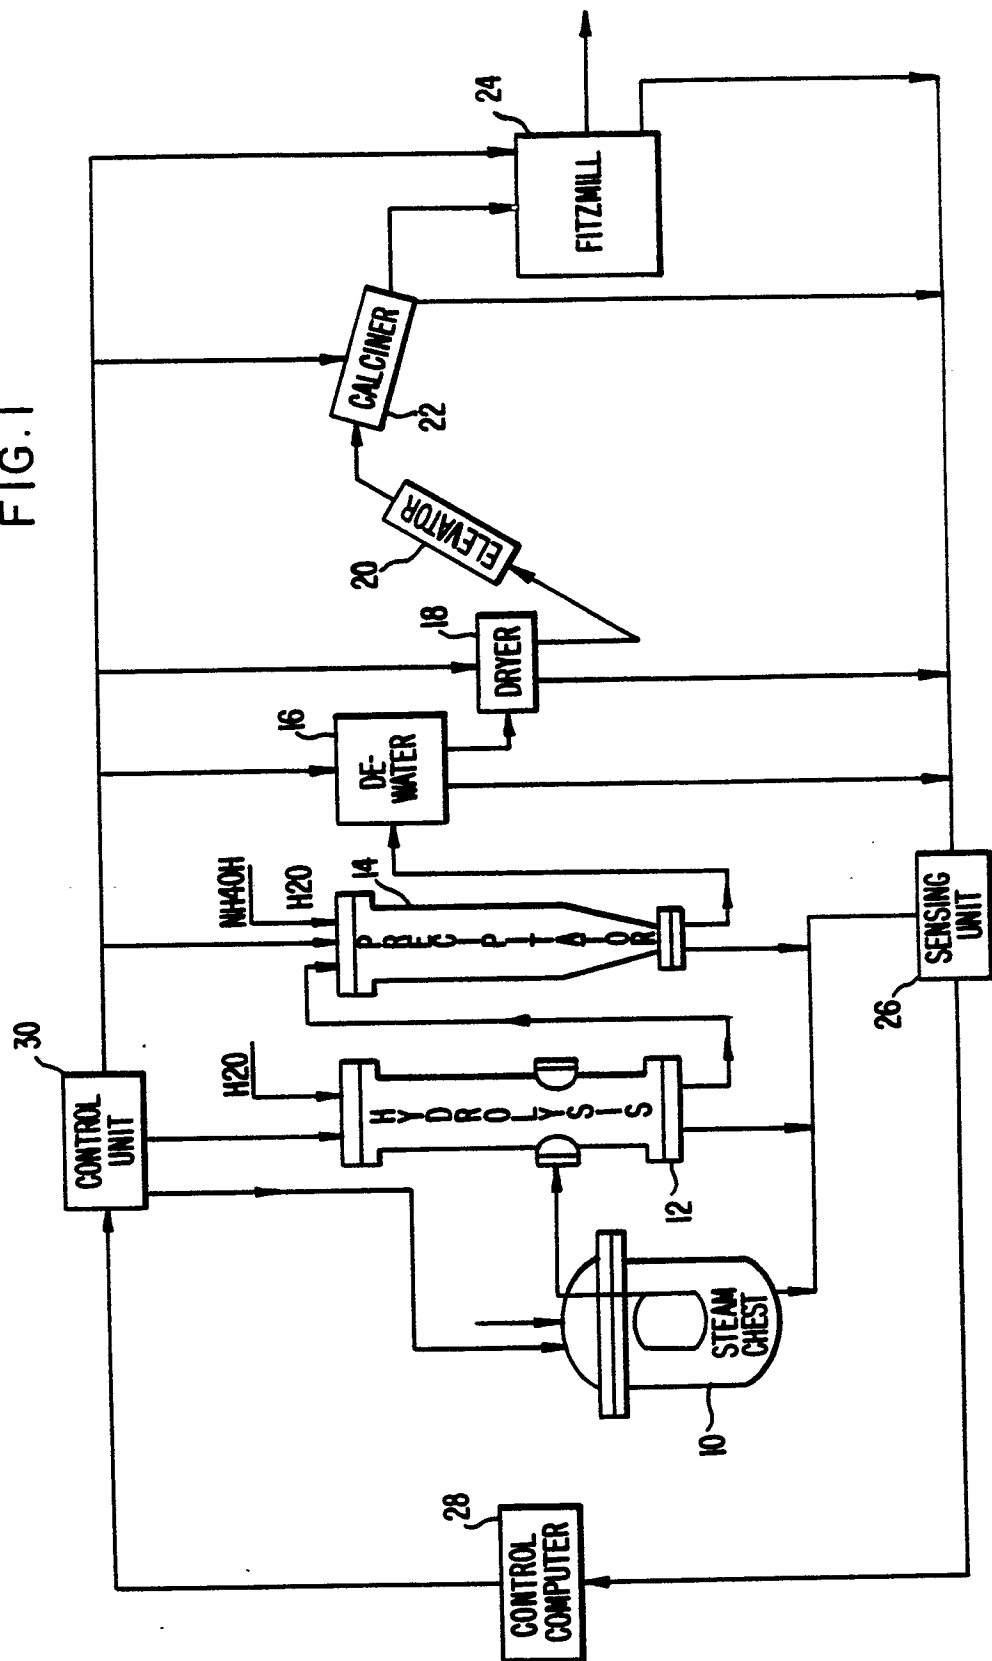 FIG.1
30
CONTROL
UNIT
H20
NH40H
H20
14
PRECIPITATOR
HYDROLYSIS
12
16
DE-
WATER
18
DRYER
20
ELEVATOR
CALCINER
22
24
FITZMILL
STEAM
CHEST
10
28
CONTROL
COMPUTER
26
SENSING
UNIT